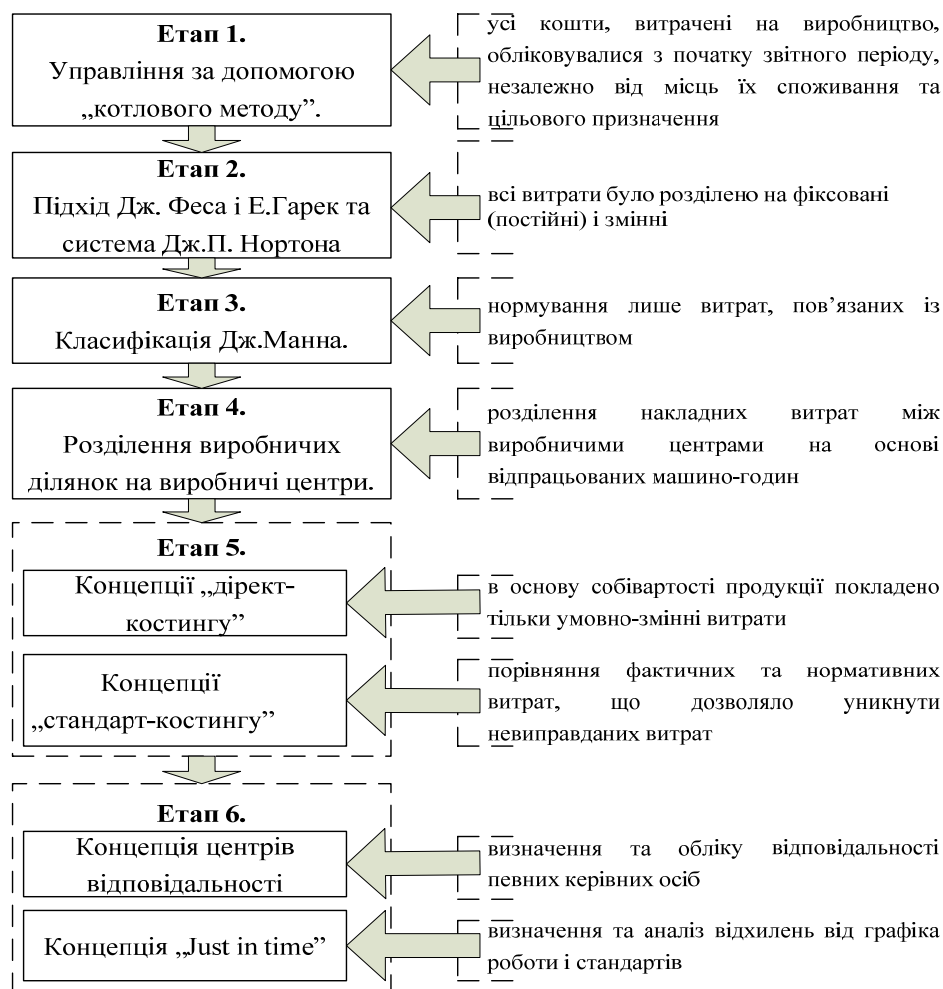 Етап 1.
Управління за допомогою
„котлового методу”.
усі кошти, витрачені на виробництво,
обліковувалися з початку звітного періоду,
незалежно від місць їх споживання та
цільового призначення
Етап 2.
Підхід Дж. Феса і Е.Гарек та
система Дж.П. Нортона
всі витрати було розділено на фіксовані
(постійні) і змінні
Етап 3.
Класифікація Дж.Манна.
нормування лише витрат, пов’язаних із
виробництвом
Етап 4.
Розділення виробничих
ділянок на виробничі центри.
розділення накладних витрат між
виробничими центрами на основі
відпрацьованих машино-годин
Етап 5.
Концепції „дірект-
костингу”
в основу собівартості продукції покладено
тільки умовно-змінні витрати
Концепції
„стандарт-костингу”
порівняння фактичних та нормативних
витрат, що дозволяло уникнути
невиправданих витрат
Етап 6.
Концепція центрів
відповідальності
визначення та обліку відповідальності
певних керівних осіб
Концепція „Just in time”
визначення та аналіз відхилень від графіка
роботи і стандартів